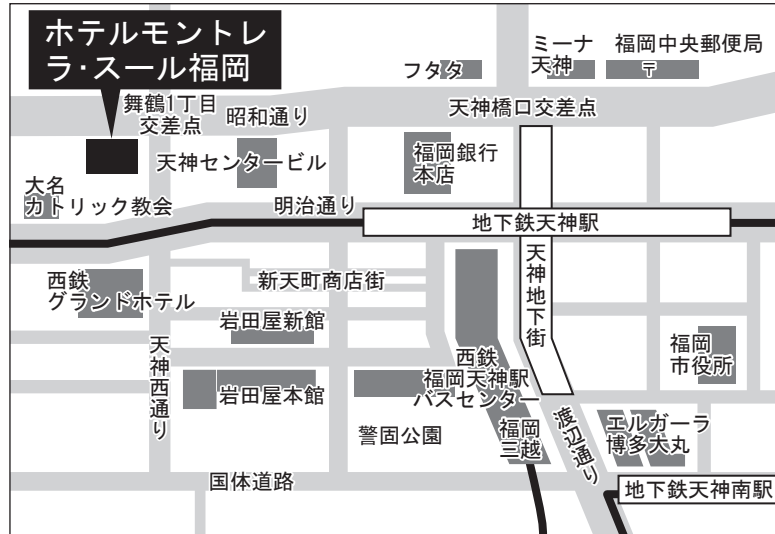 ホテルモントレ
ラ・スール福岡
ミーナ
天神
福岡中央郵便局
〒
フタタ
舞鶴1丁目
交差点
昭和通り
天神橋口交差点
天神センタービル
福岡銀行
本店
大名
カトリック教会
明治通り
地下鉄天神駅
西鉄
グランドホテル
新天町商店街
天神地下街
岩田屋新館
天神西通り
岩田屋本館
西鉄
福岡天神駅
バスセンター
福岡
市役所
警固公園
福岡
三越
渡辺通り
エルガーラ
博多大丸
国体道路
地下鉄天神南駅